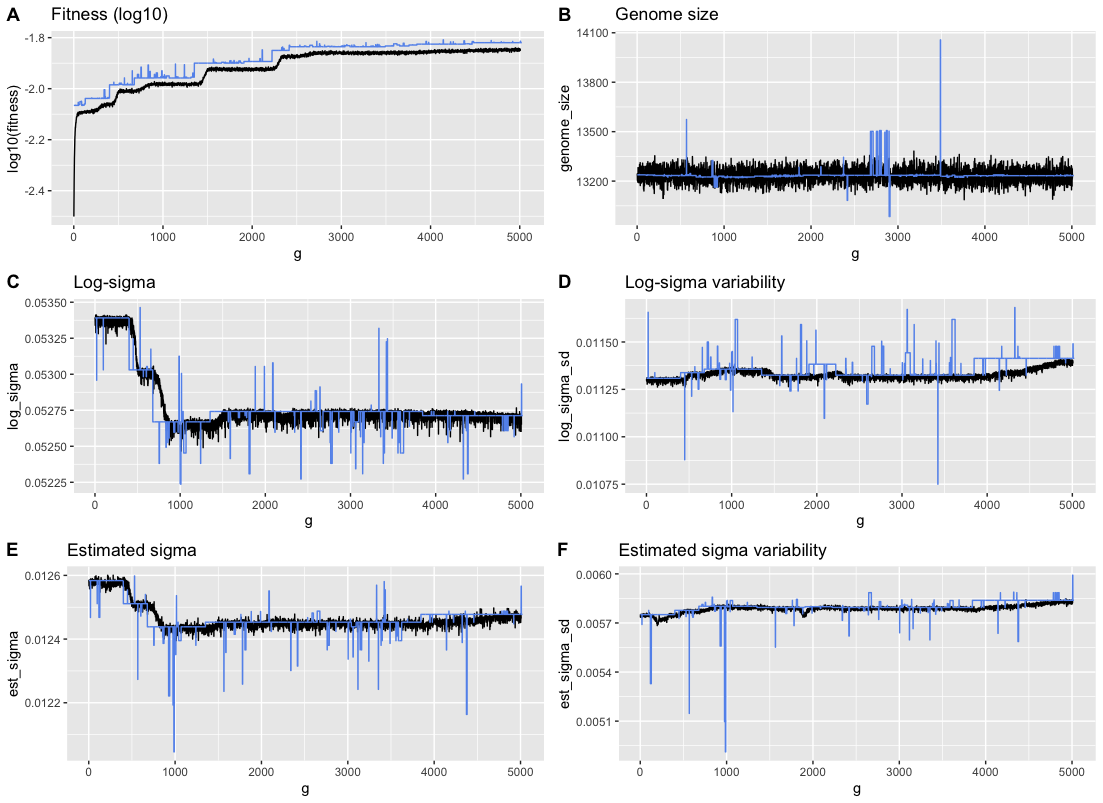 A Fitness (log10)
log10(fitness)
-1.8
-2.0
-2.2
-2.4
0 1000 2000 3000 4000 5000
g
B Genome size
genome_size
14100
13800
13500
13200
0 1000 2000 3000 4000 5000
g
C Log-sigma
log_sigma
0.05350
0.05325
0.05300
0.05275
0.05250
0.05225
0 1000 2000 3000 4000 5000
g
D Log-sigma variability
log_sigma_sd
0.01150
0.01125
0.01100
0.01075
0 1000 2000 3000 4000 5000
g
E Estimated sigma
est_sigma
0.0126
0.0124
0.0122
0 1000 2000 3000 4000 5000
g
F Estimated sigma variability
est_sigma_sd
0.0060
0.0057
0.0054
0.0051
0 1000 2000 3000 4000 5000
g